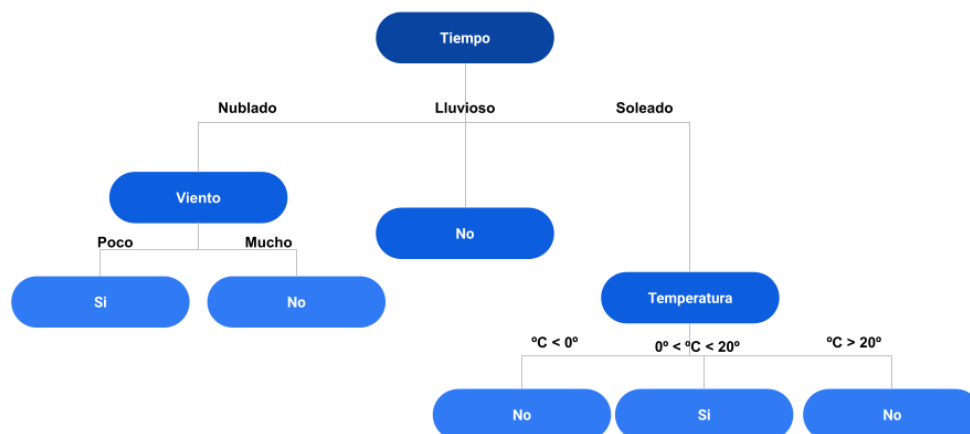 Tiempo
Nublado
Lluvioso
Soleado
Viento
No
Poco
Mucho
Si
No
Temperatura
ºC < 0º
0º < ºC < 20º
ºC > 20º
No
Si
No